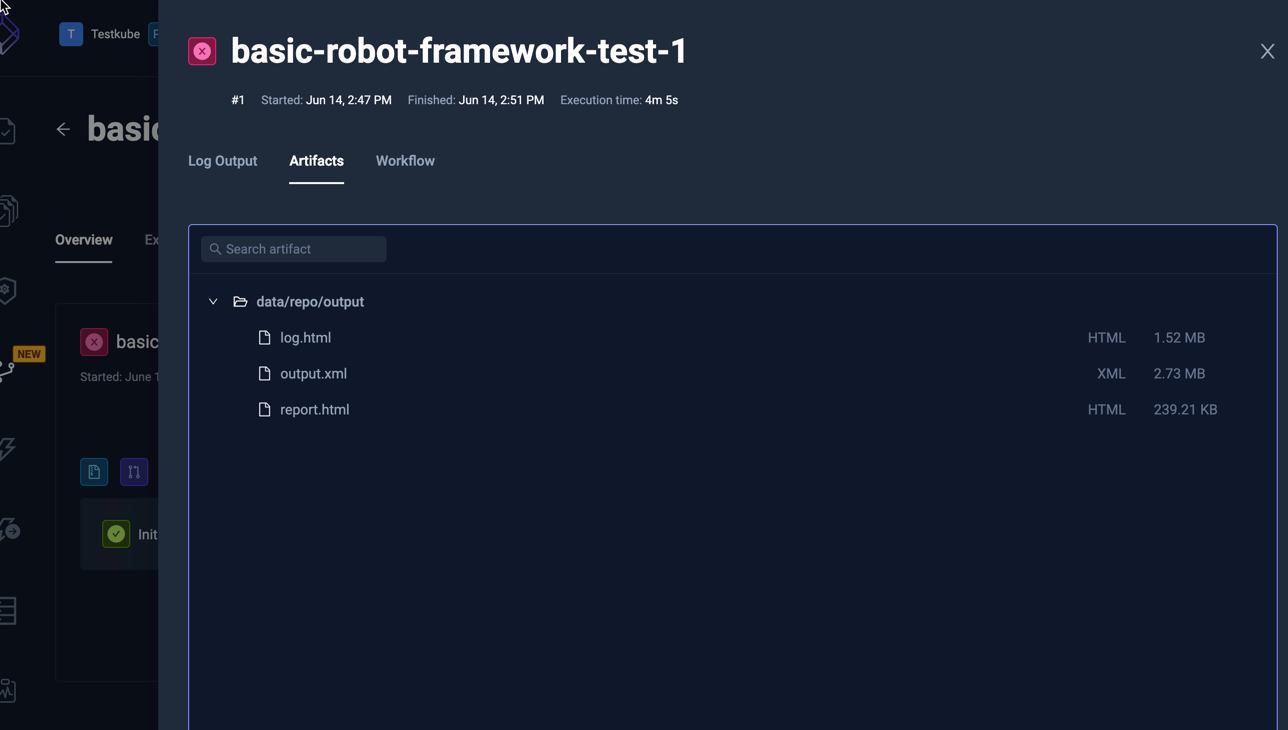 T Testkube
basic-robot-framework-test-1
#1 Started: Jun 14, 2:47 PM Finished: Jun 14, 2:51 PM Execution time: 4m 5s
basic
Log Output Artifacts Workflow
Overview Ex
Search artifact
data/repo/output
basic
log.html HTML 1.52 MB
NEW
output.xml XML 2.73 MB
Started: June 1
report.html HTML 239.21 KB
Init